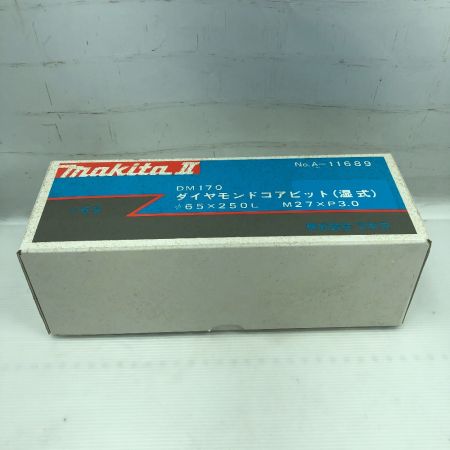 makita II
No.A-11689
DM170
ダイヤモンドコアビット(湿式)
φ65×250L M27×P3.0